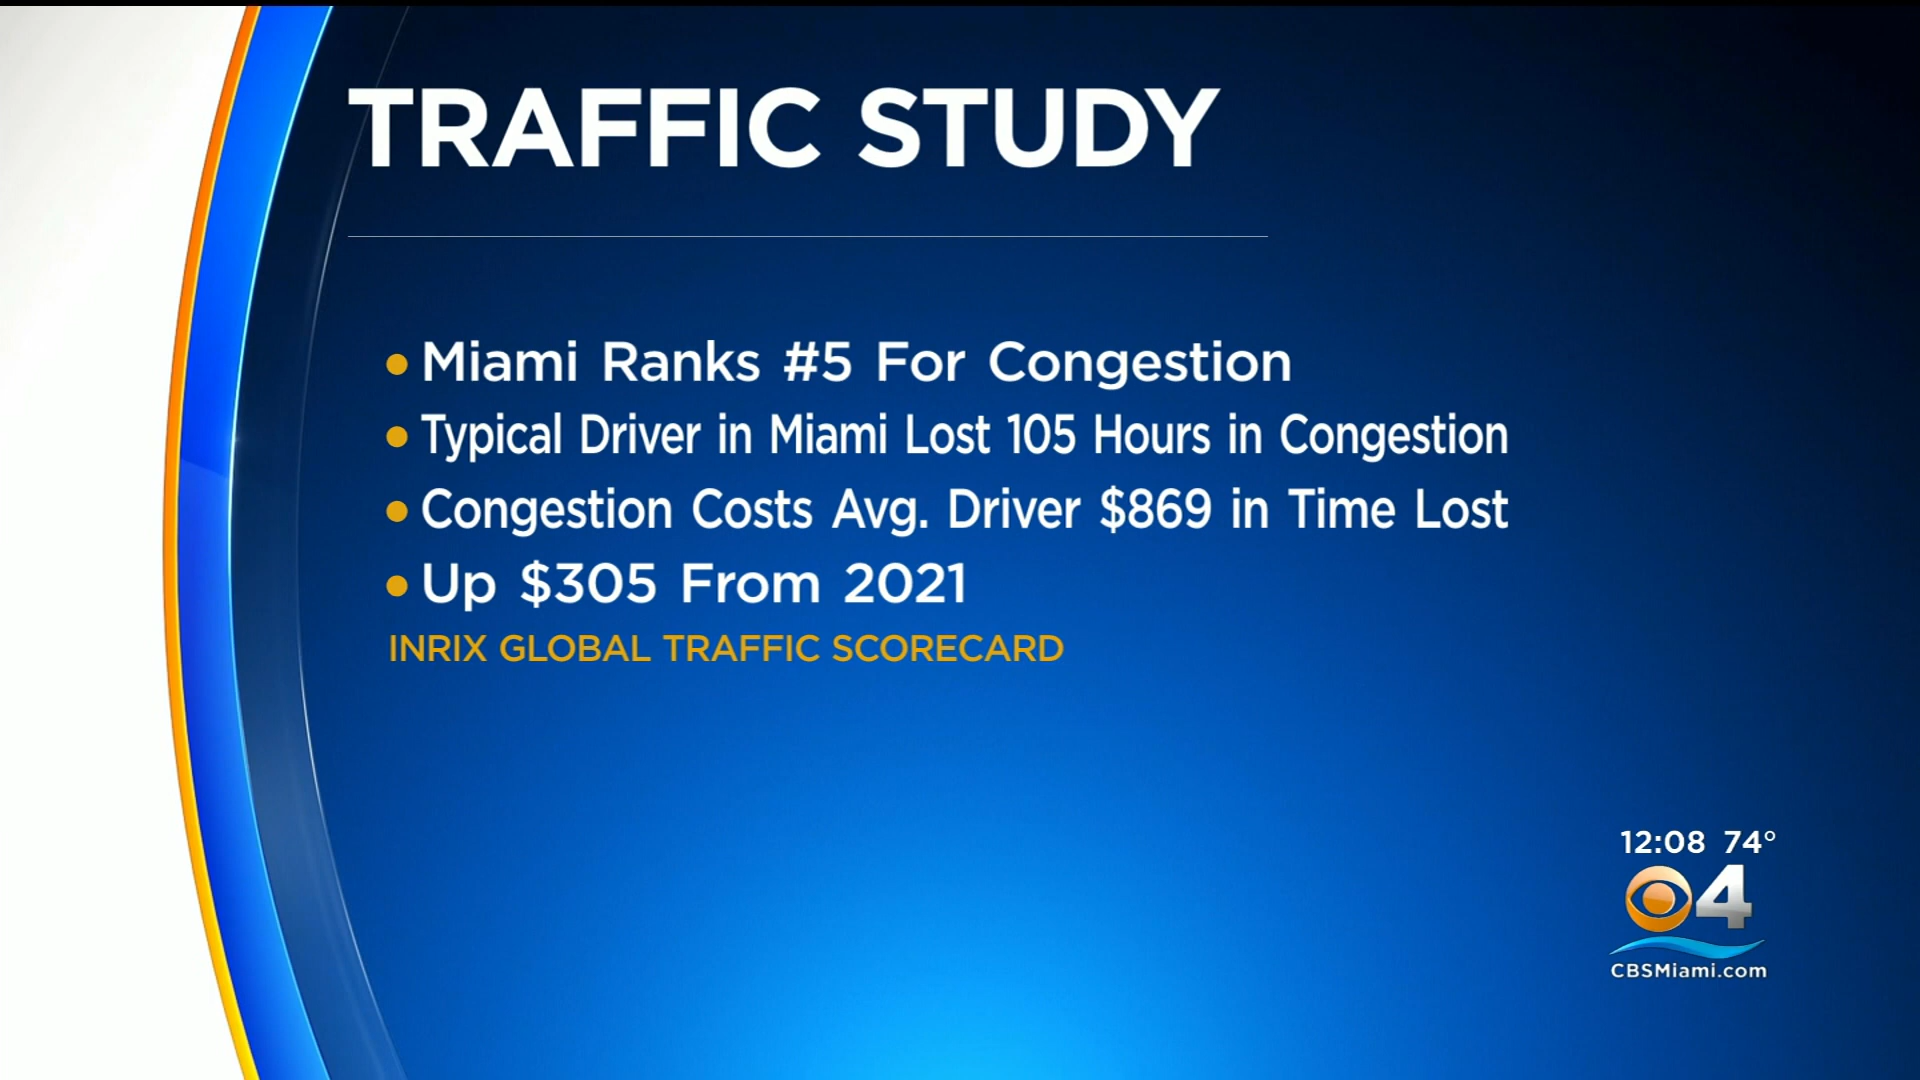 TRAFFIC STUDY
Miami Ranks #5 For Congestion
Typical Driver in Miami Lost 105 Hours in Congestion
Congestion Costs Avg. Driver $869 in Time Lost
Up $305 From 2021
INRIX GLOBAL TRAFFIC SCORECARD
12:08 74°
4
CBSMiami.com